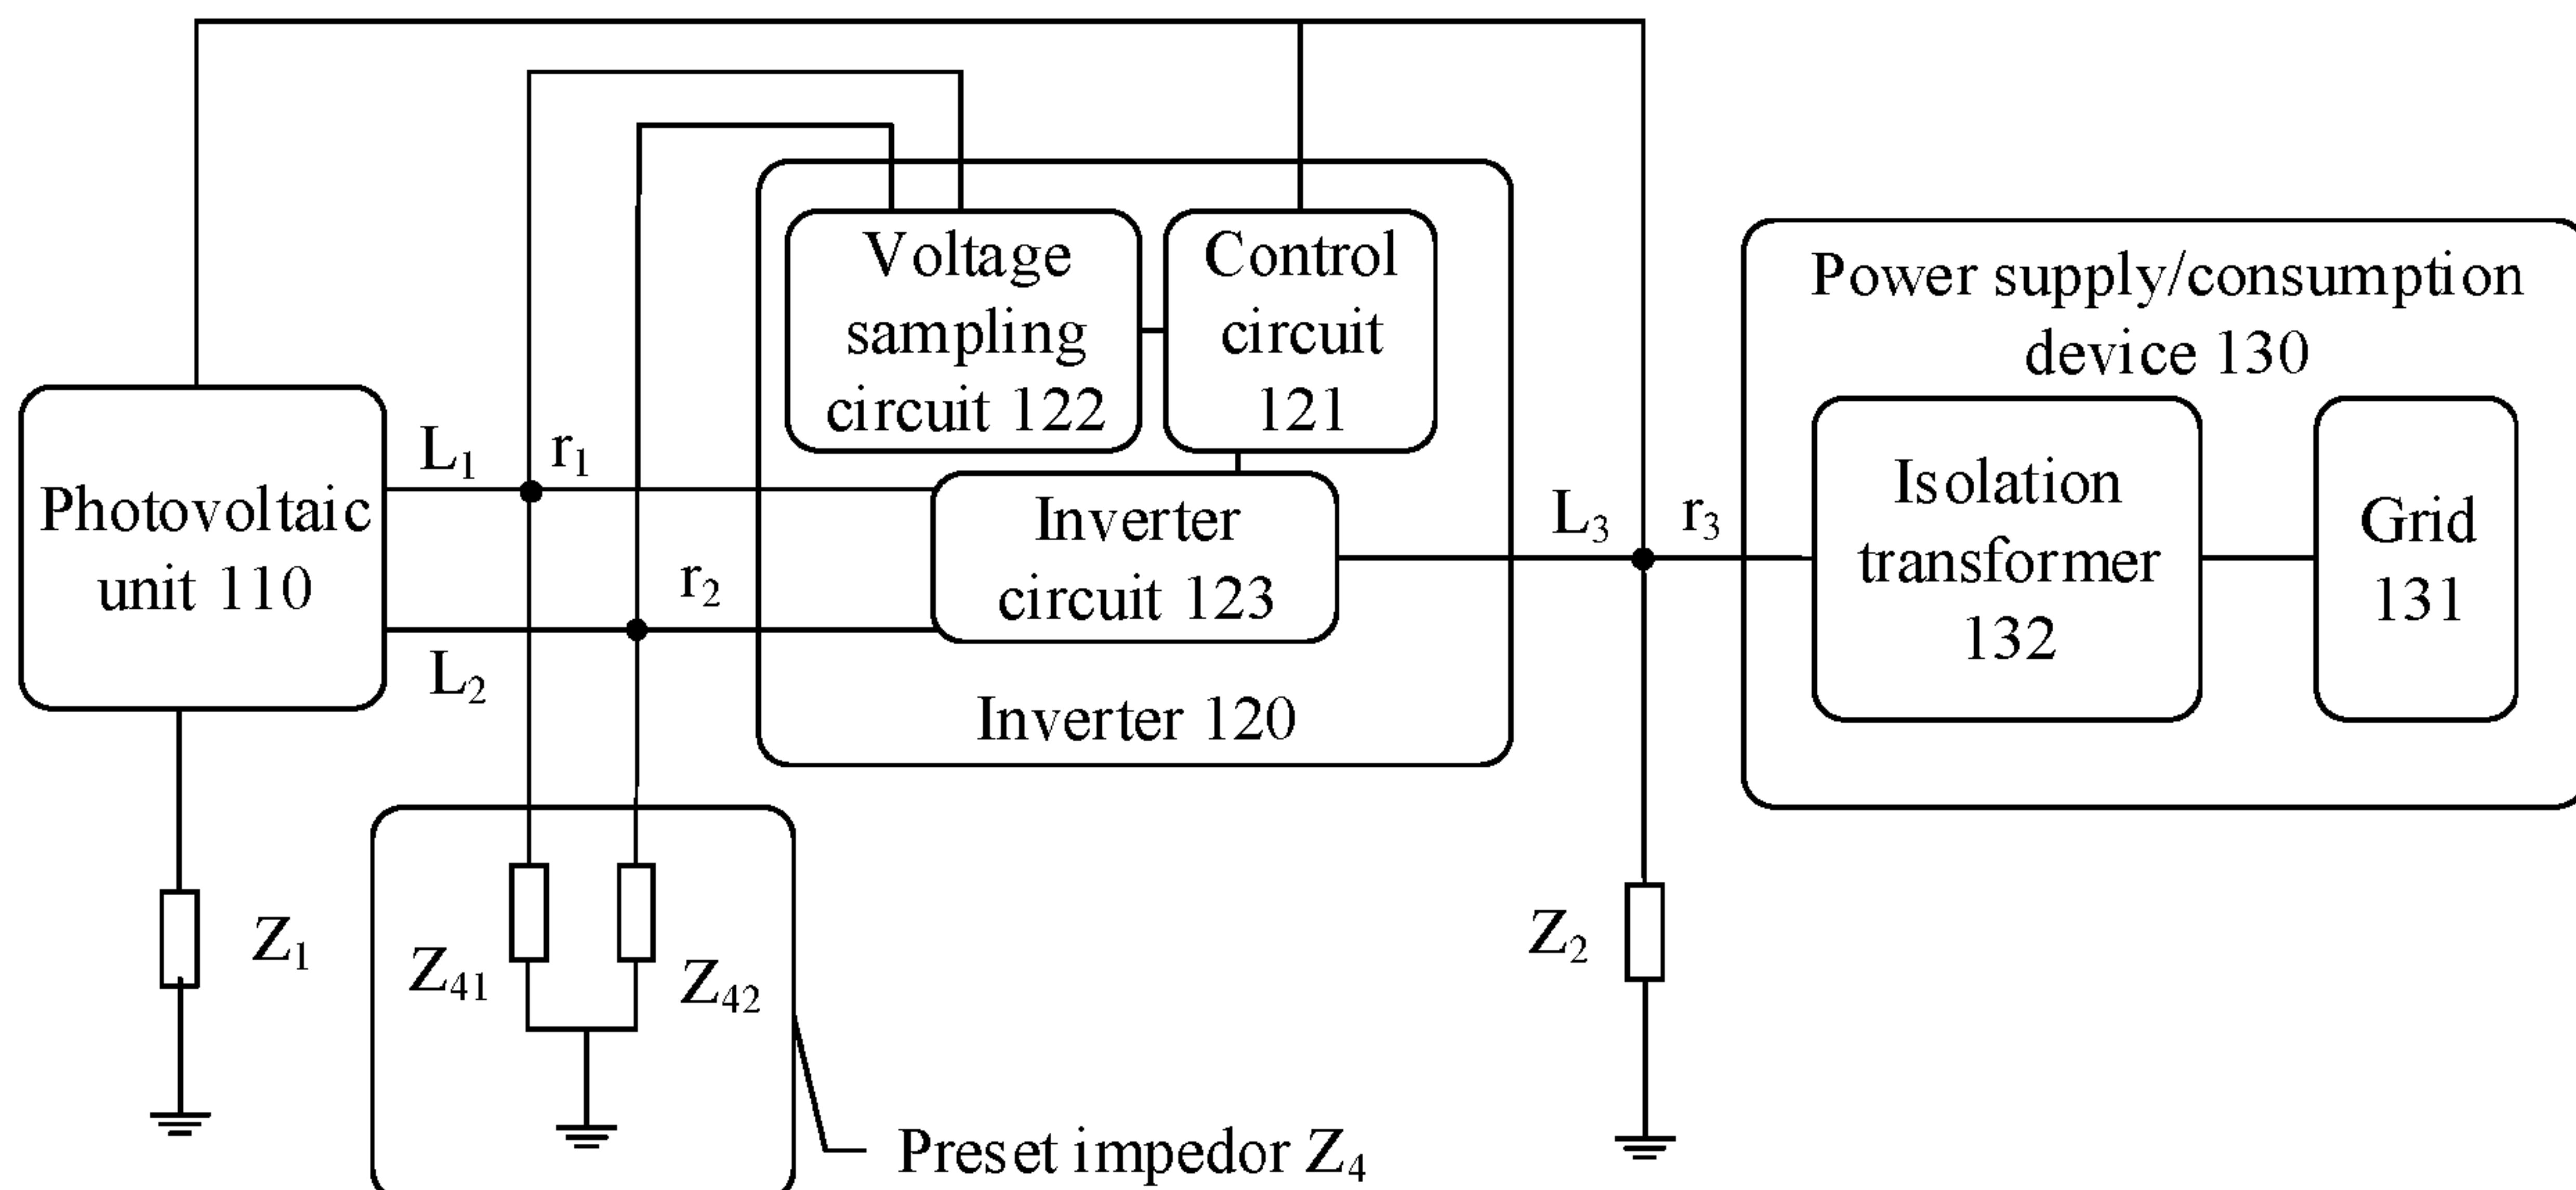 Voltage
sampling
circuit 122
Control
circuit
121
Power supply/consumption
device 130
Photovoltaic
unit 110
L₁
r₁
L₂
r₂
Inverter
circuit 123
Inverter 120
L₃
r₃
Isolation
transformer
132
Grid
131
Z₁
Z₄₁
Z₄₂
Z₂
Preset impedor Z₄